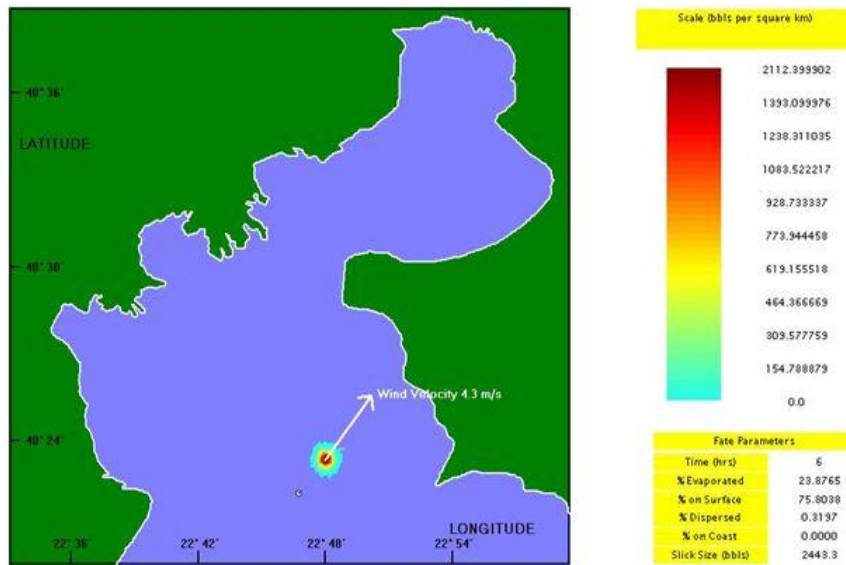 40° 36'
LATITUDE
40° 30'
Wind Velocity 4.3 m/s
40° 24'
LONGITUDE
22° 36' 22° 42' 22° 48' 22° 54'
Scale (bbls per square km)
2112.399902
1393.099976
1238.311035
1083.522217
928.733337
773.944458
619.155518
464.366669
309.577759
154.788879
0.0
Fate Parameters
Time (hrs) 6
% Evaporated 23.8765
% on Surface 75.8038
% Dispersed 0.3197
% on Coast 0.0000
Slick Size (bbls) 2443.3